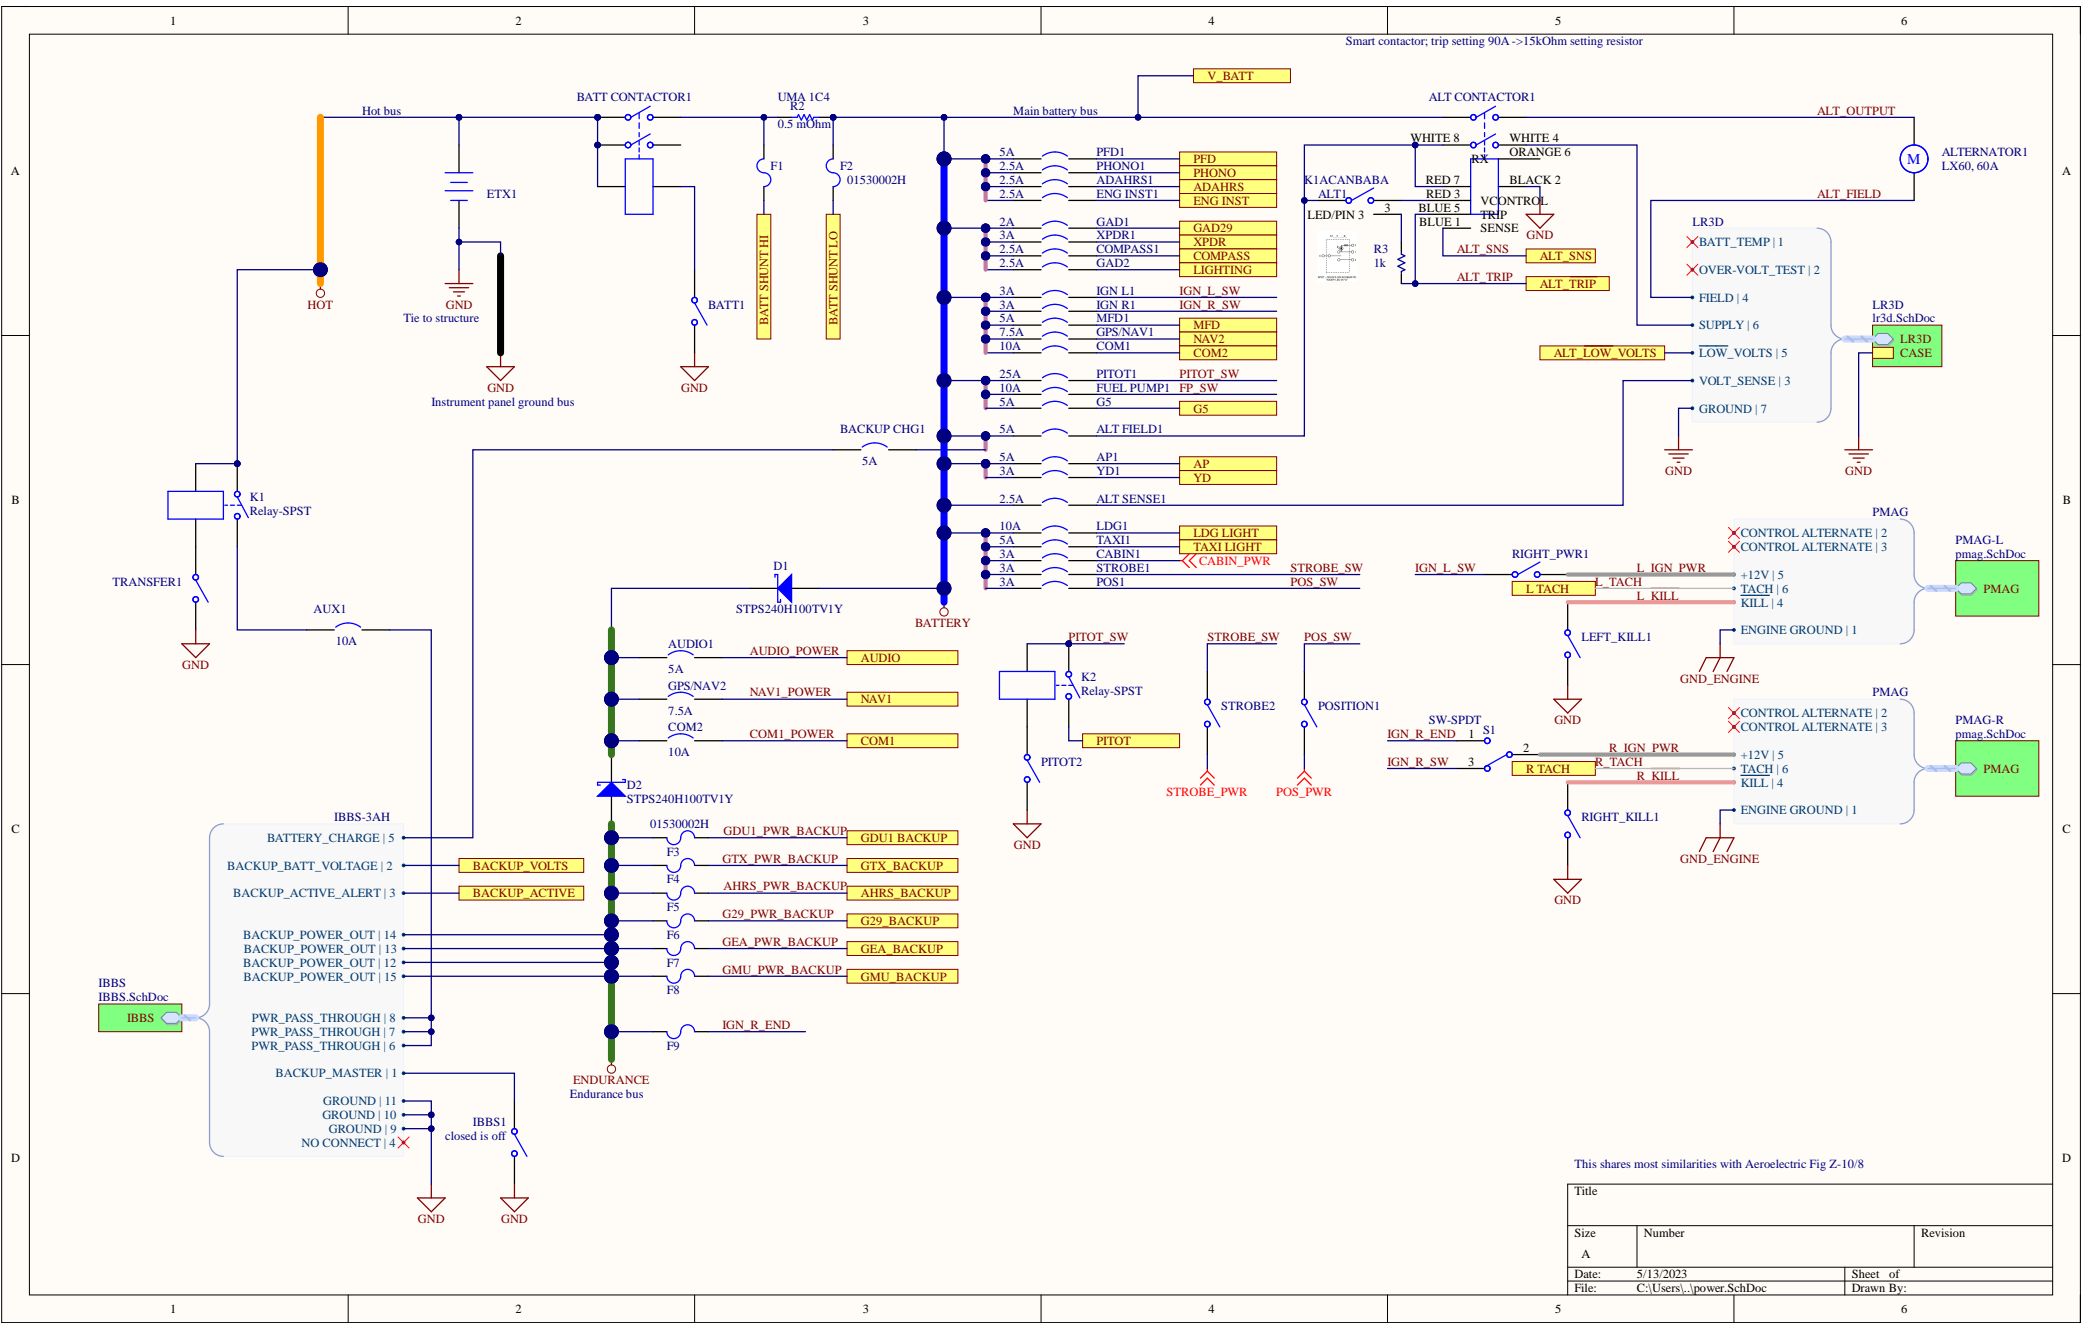 1 2 3 4 5 6
Smart contactor; trip setting 90A ->15kOhm setting resistor
V_BATT
Hot bus
BATT CONTACTOR1
UMA 1C4
R2
0.5 mOhm
Main battery bus
ALT CONTACTOR1
ALT_OUTPUT
A
A
ETX1
F1
F2
01530002H
BATT SHUNT HI
BATT SHUNT LO
BATT1
GND
HOT
GND
Tie to structure
GND
Instrument panel ground bus
5A PFD1 PFD
2.5A PHONO1 PHONO
2.5A ADAHRS1 ADAHRS
2.5A ENG INST1 ENG INST
2A GAD1 GAD29
3A XPDR1 XPDR
2.5A COMPASS1 COMPASS
2.5A GAD2 LIGHTING
3A IGN L1 IGN_L_SW
3A IGN R1 IGN_R_SW
5A MFD1 MFD
7.5A GPS/NAV1 NAV2
10A COM1 COM2
25A PITOT1 PITOT_SW
10A FUEL PUMP1 FP_SW
5A G5 G5
5A ALT FIELD1
5A AP1 AP
3A YD1 YD
2.5A ALT SENSE1
10A LDG1 LDG LIGHT
5A TAXI1 TAXI LIGHT
3A CABIN1 CABIN_PWR
3A STROBE1 STROBE_SW
3A POS1 POS_SW
BATTERY
WHITE 8
WHITE 4
RX
ORANGE 6
K1ACANBABA
ALT1
RED 7
RED 3
BLACK 2
LED/PIN 3
3
BLUE 5
BLUE 1
VCONTROL
TRIP
SENSE
GND
R3
1k
ALT_SNS
ALT_SNS
ALT_TRIP
ALT_TRIP
M
ALTERNATOR1
LX60, 60A
ALT_FIELD
LR3D
BATT_TEMP | 1
OVER-VOLT_TEST | 2
FIELD | 4
SUPPLY | 6
LOW_VOLTS | 5
VOLT_SENSE | 3
GROUND | 7
ALT_LOW_VOLTS
LR3D
lr3d.SchDoc
LR3D
CASE
GND
GND
BACKUP CHG1
5A
B
B
K1
Relay-SPST
TRANSFER1
GND
AUX1
10A
D1
STPS240H100TV1Y
AUDIO1
5A
AUDIO_POWER
AUDIO
GPS/NAV2
7.5A
NAV1_POWER
NAV1
COM2
10A
COM1_POWER
COM1
D2
STPS240H100TV1Y
PITOT_SW
K2
Relay-SPST
PITOT
PITOT2
GND
STROBE_SW
STROBE2
STROBE_PWR
POS_SW
POSITION1
POS_PWR
PMAG
CONTROL ALTERNATE | 2
CONTROL ALTERNATE | 3
+12V | 5
TACH | 6
KILL | 4
ENGINE GROUND | 1
IGN_L_SW
RIGHT_PWR1
L_IGN_PWR
L TACH
L_TACH
L_KILL
LEFT_KILL1
GND
GND_ENGINE
PMAG-L
pmag.SchDoc
PMAG
PMAG
CONTROL ALTERNATE | 2
CONTROL ALTERNATE | 3
+12V | 5
TACH | 6
KILL | 4
ENGINE GROUND | 1
SW-SPDT
S1
IGN_R_END 1
IGN_R_SW 3
2
R_IGN_PWR
R TACH
R_TACH
R_KILL
RIGHT_KILL1
GND
GND_ENGINE
PMAG-R
pmag.SchDoc
PMAG
C
C
IBBS-3AH
BATTERY_CHARGE | 5
BACKUP_BATT_VOLTAGE | 2
BACKUP_VOLTS
BACKUP_ACTIVE_ALERT | 3
BACKUP_ACTIVE
BACKUP_POWER_OUT | 14
BACKUP_POWER_OUT | 13
BACKUP_POWER_OUT | 12
BACKUP_POWER_OUT | 15
PWR_PASS_THROUGH | 8
PWR_PASS_THROUGH | 7
PWR_PASS_THROUGH | 6
BACKUP_MASTER | 1
GROUND | 11
GROUND | 10
GROUND | 9
NO CONNECT | 4
IBBS
IBBS.SchDoc
IBBS
GND
IBBS1
closed is off
GND
01530002H
F3
GDU1_PWR_BACKUP
GDU1 BACKUP
F4
GTX_PWR_BACKUP
GTX_BACKUP
F5
AHRS_PWR_BACKUP
AHRS_BACKUP
F6
G29_PWR_BACKUP
G29_BACKUP
F7
GEA_PWR_BACKUP
GEA_BACKUP
F8
GMU_PWR_BACKUP
GMU_BACKUP
F9
IGN_R_END
ENDURANCE
Endurance bus
D
D
This shares most similarities with Aeroelectric Fig Z-10/8
Title
Size
A
Number
Revision
Date: 5/13/2023
Sheet of
File: C:\Users\..\power.SchDoc
Drawn By:
1 2 3 4 5 6